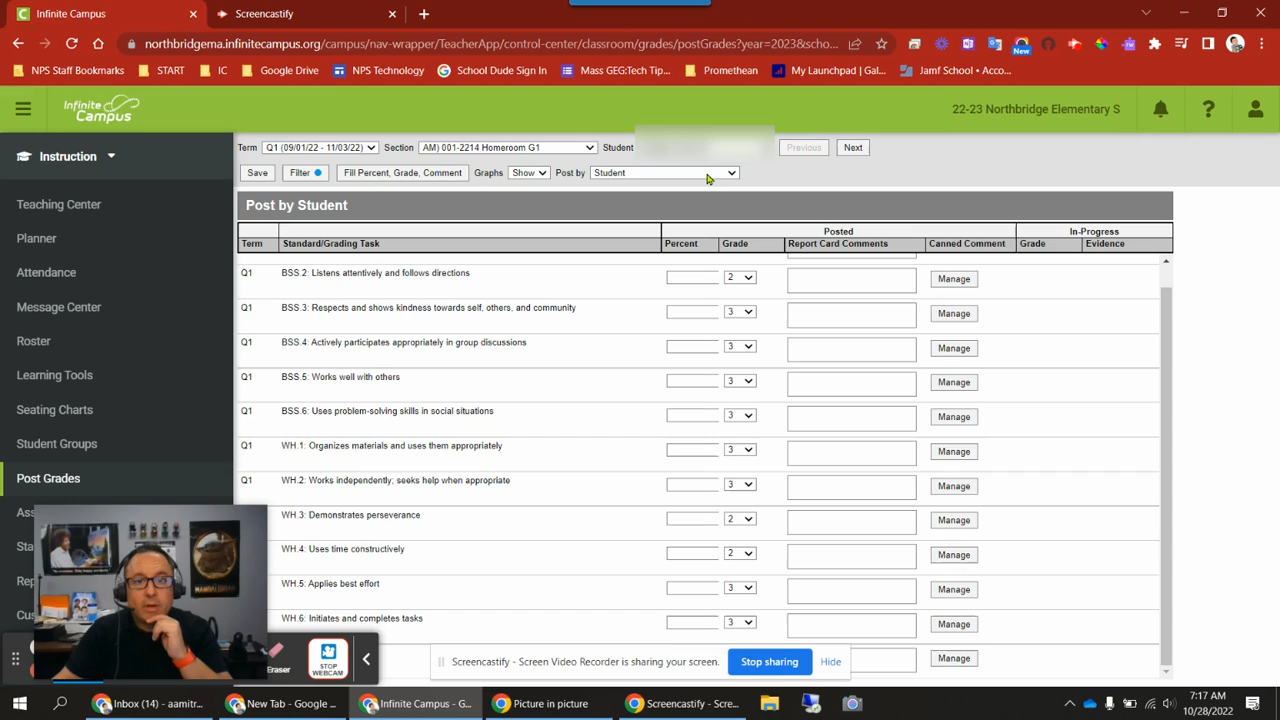 Infinite Campus
Screencastify
northbridgema.infinitecampus.org/campus/nav-wrapper/TeacherApp/control-center/classroom/grades/postGrades?year=2023&scho...
New
NPS Staff Bookmarks
START
IC
Google Drive
NPS Technology
School Dude Sign In
Mass GEG:Tech Tip...
Promethean
My Launchpad | Gal...
Jamf School • Acco...
Infinite Campus
22-23 Northbridge Elementary S
Instruction
Term Q1 (09/01/22 - 11/03/22) Section AM) 001-2214 Homeroom G1 Student Previous Next
Save Filter Fill Percent, Grade, Comment Graphs Show Post by Student
Teaching Center
Planner
Attendance
Message Center
Roster
Learning Tools
Seating Charts
Student Groups
Post Grades
Post by Student
Posted In-Progress
Term Standard/Grading Task Percent Grade Report Card Comments Canned Comment Grade Evidence
Q1 BSS.2: Listens attentively and follows directions 2 Manage
Q1 BSS.3: Respects and shows kindness towards self, others, and community 3 Manage
Q1 BSS.4: Actively participates appropriately in group discussions 3 Manage
Q1 BSS.5: Works well with others 3 Manage
Q1 BSS.6: Uses problem-solving skills in social situations 3 Manage
Q1 WH.1: Organizes materials and uses them appropriately 3 Manage
Q1 WH.2: Works independently; seeks help when appropriate 3 Manage
WH.3: Demonstrates perseverance 2 Manage
WH.4: Uses time constructively 2 Manage
WH.5: Applies best effort 3 Manage
WH.6: Initiates and completes tasks 3 Manage
Manage
MANDALORIAN
Eraser
STOP WEBCAM
Screencastify - Screen Video Recorder is sharing your screen. Stop sharing Hide
Inbox (14) - aamitr...
New Tab - Google ...
Infinite Campus - G...
Picture in picture
Screencastify - Scre...
7:17 AM
10/28/2022